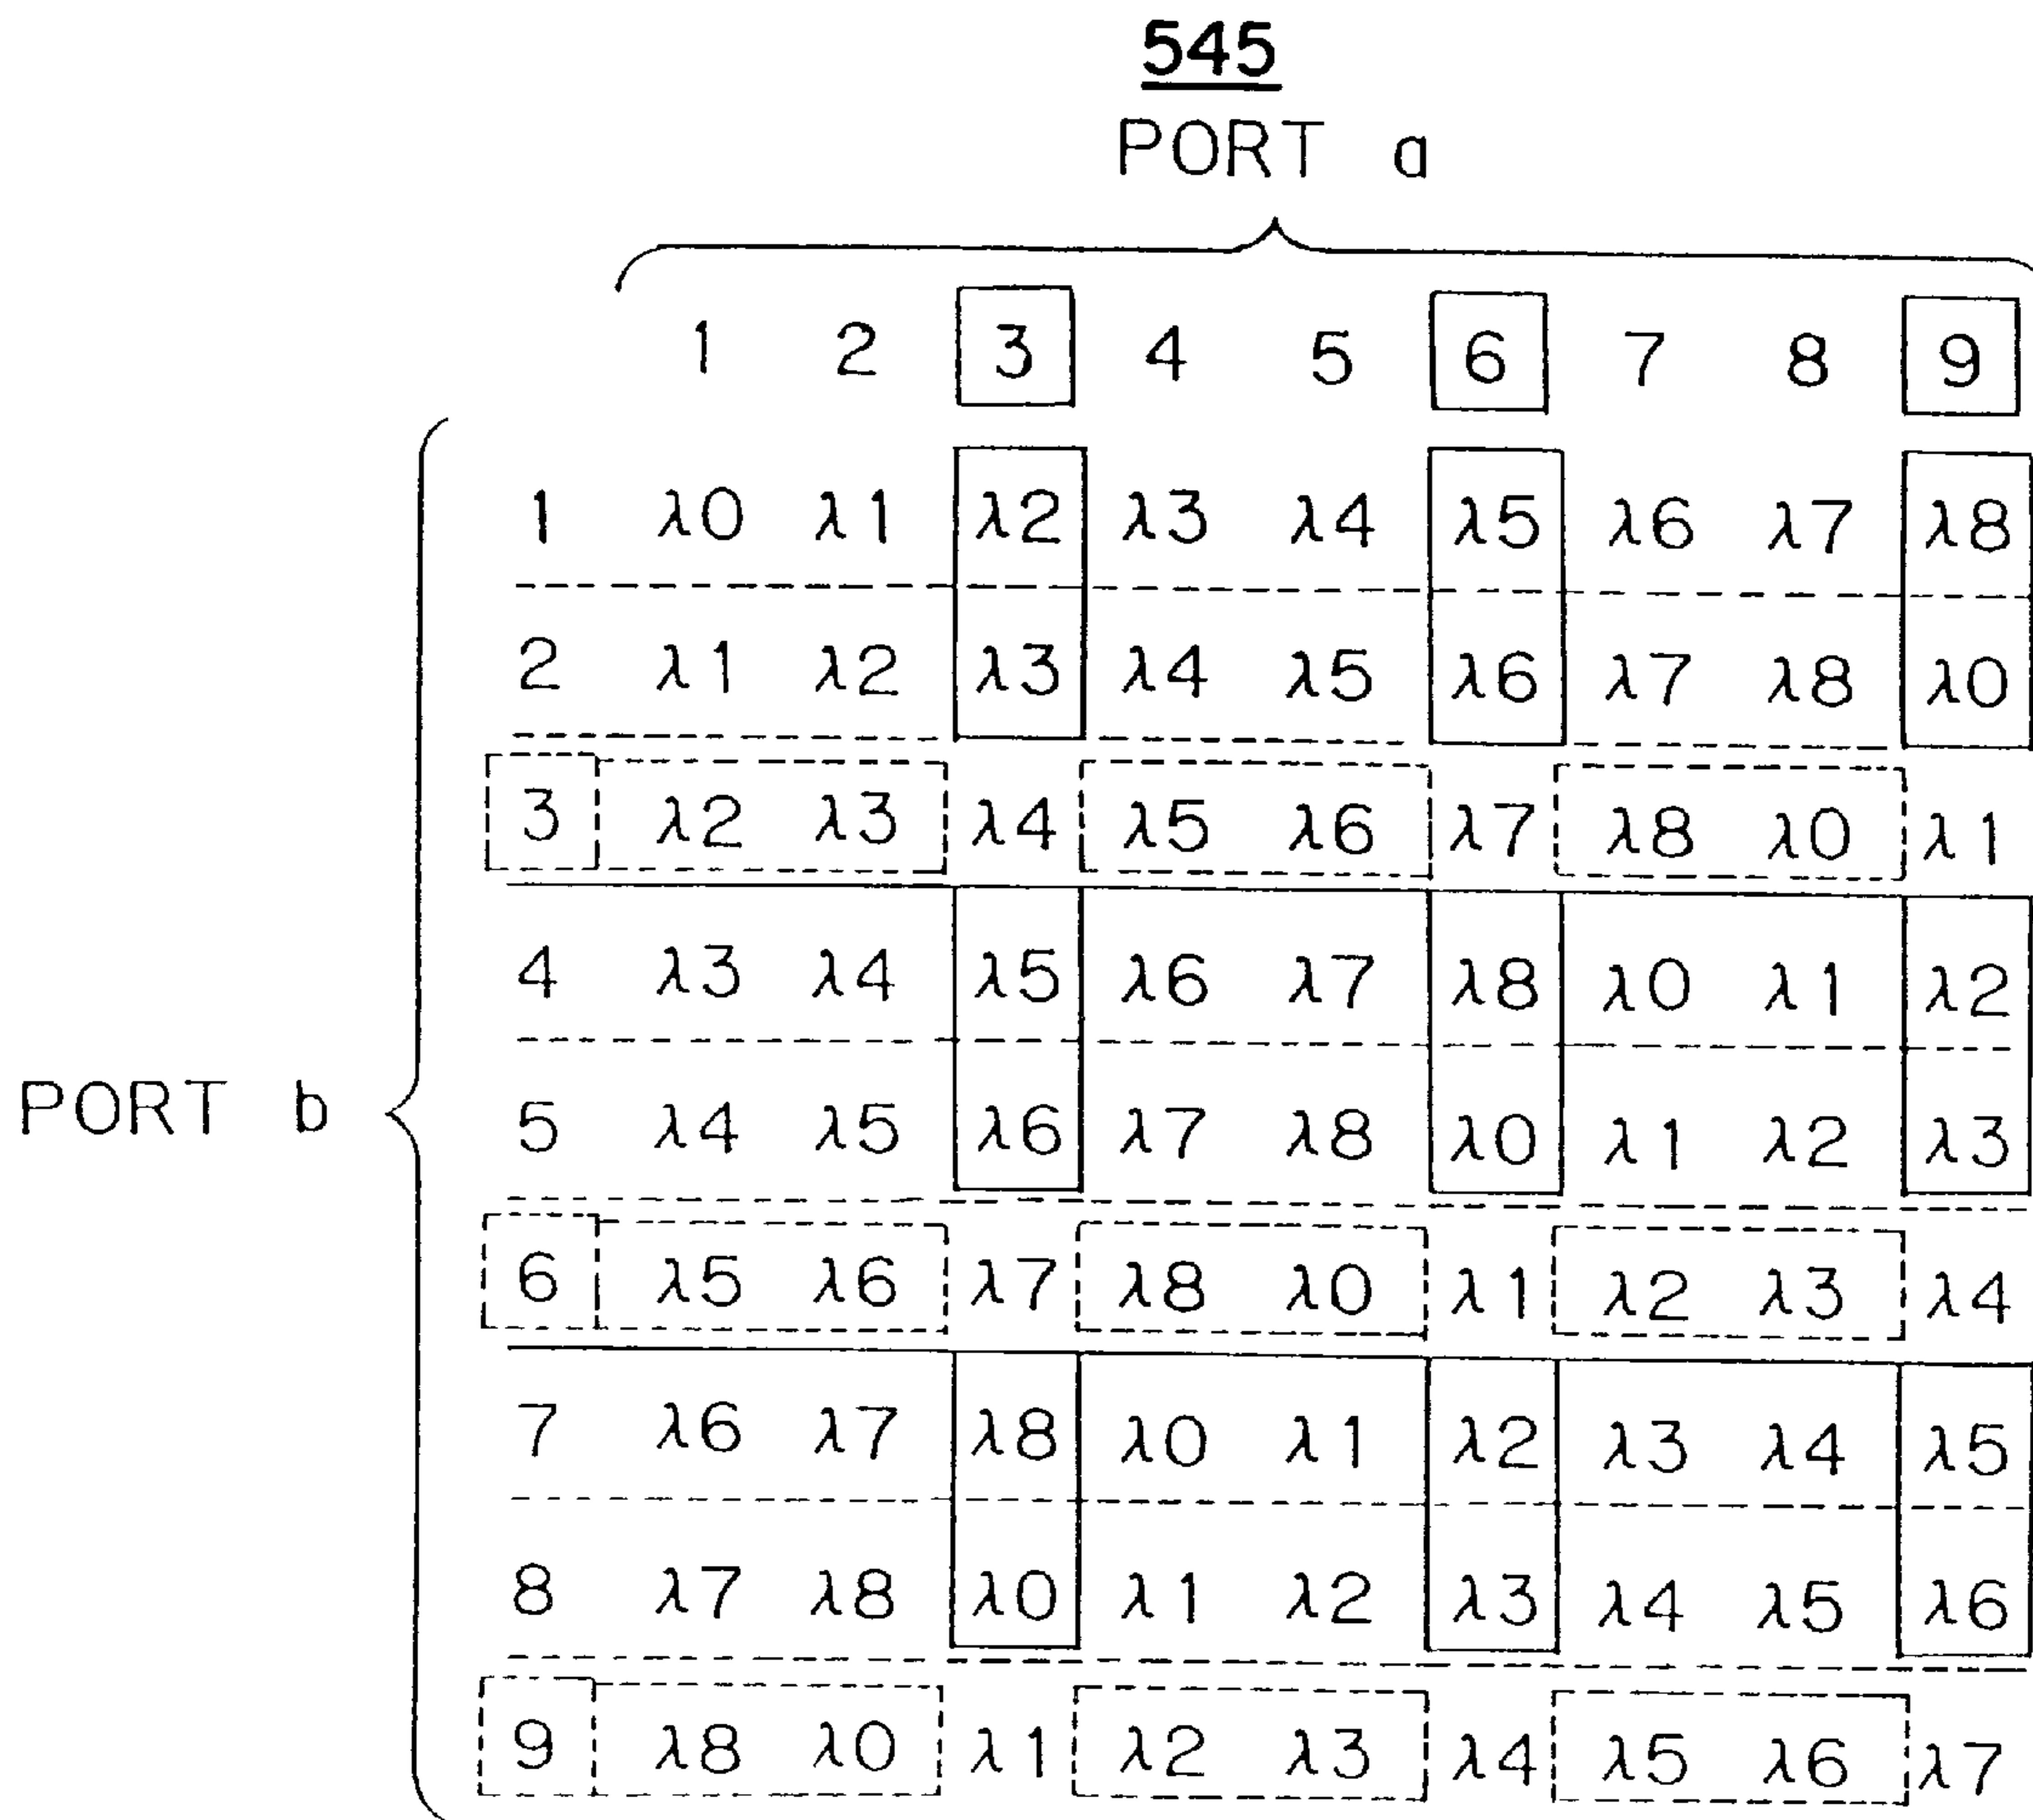 545
PORT a
1 2 3 4 5 6 7 8 9
1 λ0 λ1 λ2 λ3 λ4 λ5 λ6 λ7 λ8
2 λ1 λ2 λ3 λ4 λ5 λ6 λ7 λ8 λ0
3 λ2 λ3 λ4 λ5 λ6 λ7 λ8 λ0 λ1
4 λ3 λ4 λ5 λ6 λ7 λ8 λ0 λ1 λ2
PORT b
5 λ4 λ5 λ6 λ7 λ8 λ0 λ1 λ2 λ3
6 λ5 λ6 λ7 λ8 λ0 λ1 λ2 λ3 λ4
7 λ6 λ7 λ8 λ0 λ1 λ2 λ3 λ4 λ5
8 λ7 λ8 λ0 λ1 λ2 λ3 λ4 λ5 λ6
9 λ8 λ0 λ1 λ2 λ3 λ4 λ5 λ6 λ7